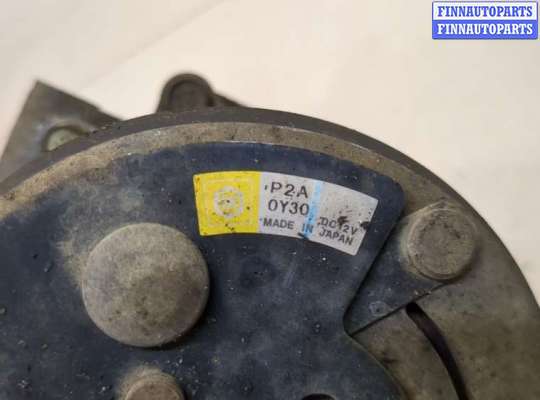 FINNAUTOPARTS
FINNAUTOPARTS
P2A
0Y30
DC12V
MADE IN JAPAN